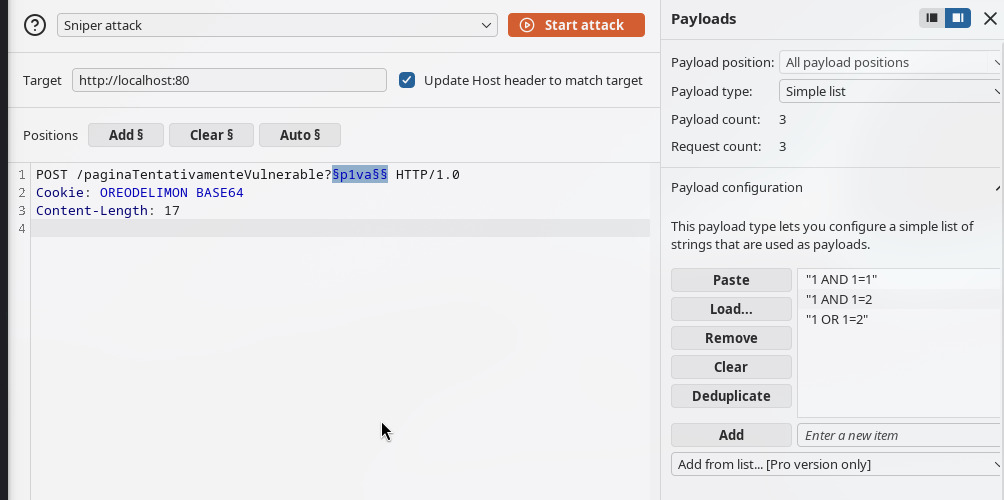 Sniper attack
Start attack
Target
http://localhost:80
Update Host header to match target
Positions
Add §
Clear §
Auto §
1 POST /paginaTentativamenteVulnerable?§p1va§§ HTTP/1.0
2 Cookie: OREODELIMON BASE64
3 Content-Length: 17
4
Payloads
Payload position: All payload positions
Payload type: Simple list
Payload count: 3
Request count: 3
Payload configuration
This payload type lets you configure a simple list of
strings that are used as payloads.
Paste
Load...
Remove
Clear
Deduplicate
"1 AND 1=1"
"1 AND 1=2
"1 OR 1=2"
Add
Enter a new item
Add from list... [Pro version only]